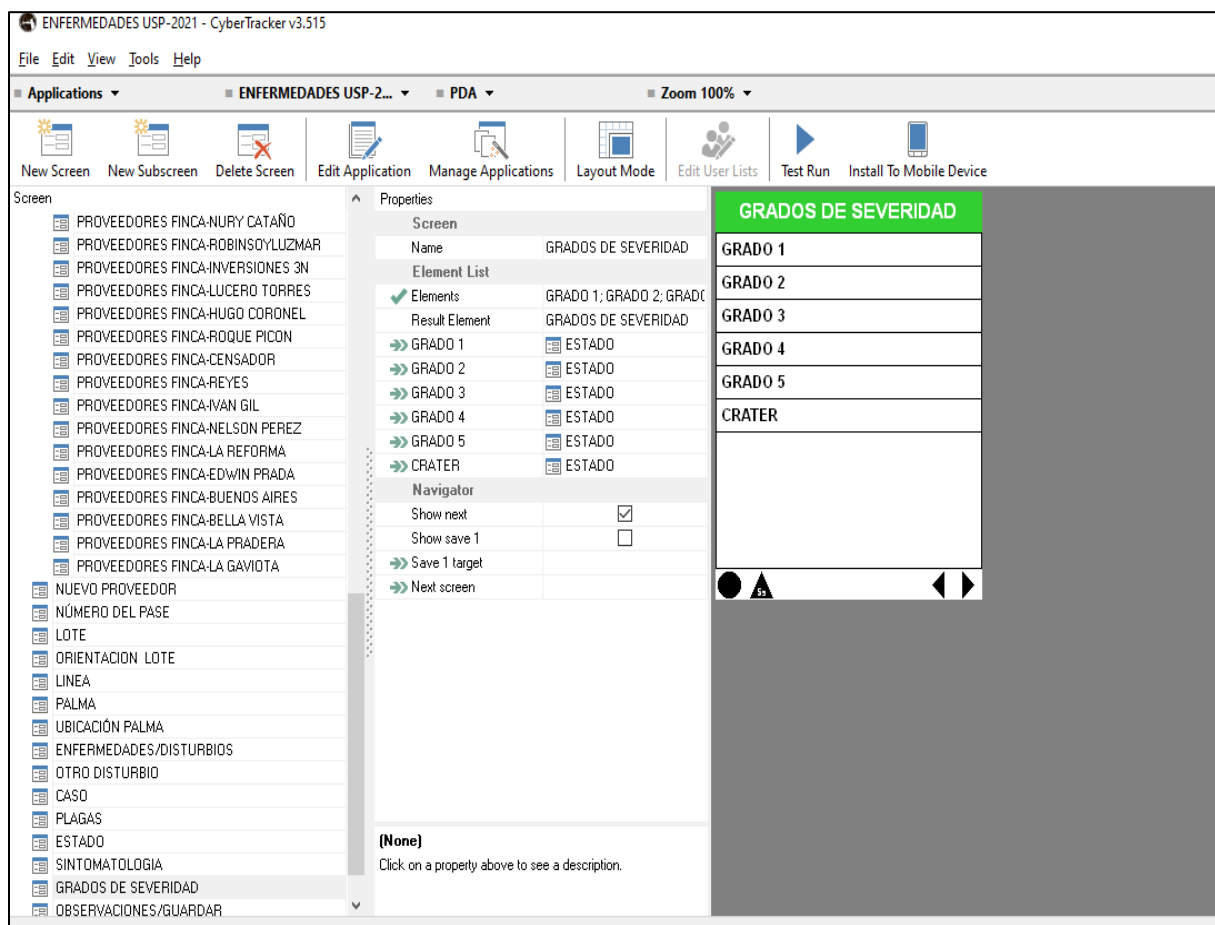 ENFERMEDADES USP-2021 - CyberTracker v3.515
File Edit View Tools Help
Applications ENFERMEDADES USP-2... PDA Zoom 100%
New Screen New Subscreen Delete Screen Edit Application Manage Applications Layout Mode Edit User Lists Test Run Install To Mobile Device
Screen
PROVEEDORES FINCA-NURY CATAÑO
PROVEEDORES FINCA-ROBINSOYLUZMAR
PROVEEDORES FINCA-INVERSIONES 3N
PROVEEDORES FINCA-LUCERO TORRES
PROVEEDORES FINCA-HUGO CORONEL
PROVEEDORES FINCA-ROQUE PICON
PROVEEDORES FINCA-CENSADOR
PROVEEDORES FINCA-REYES
PROVEEDORES FINCA-IVAN GIL
PROVEEDORES FINCA-NELSON PEREZ
PROVEEDORES FINCA-LA REFORMA
PROVEEDORES FINCA-EDWIN PRADA
PROVEEDORES FINCA-BUENOS AIRES
PROVEEDORES FINCA-BELLA VISTA
PROVEEDORES FINCA-LA PRADERA
PROVEEDORES FINCA-LA GAVIOTA
NUEVO PROVEEDOR
NÚMERO DEL PASE
LOTE
ORIENTACION LOTE
LINEA
PALMA
UBICACIÓN PALMA
ENFERMEDADES/DISTURBIOS
OTRO DISTURBIO
CASO
PLAGAS
ESTADO
SINTOMATOLOGIA
GRADOS DE SEVERIDAD
OBSERVACIONES/GUARDAR
Properties
Screen
Name GRADOS DE SEVERIDAD
Element List
Elements GRADO 1; GRADO 2; GRADO
Result Element GRADOS DE SEVERIDAD
GRADO 1 ESTADO
GRADO 2 ESTADO
GRADO 3 ESTADO
GRADO 4 ESTADO
GRADO 5 ESTADO
CRATER ESTADO
Navigator
Show next
Show save 1
Save 1 target
Next screen
(None)
Click on a property above to see a description.
GRADOS DE SEVERIDAD
GRADO 1
GRADO 2
GRADO 3
GRADO 4
GRADO 5
CRATER